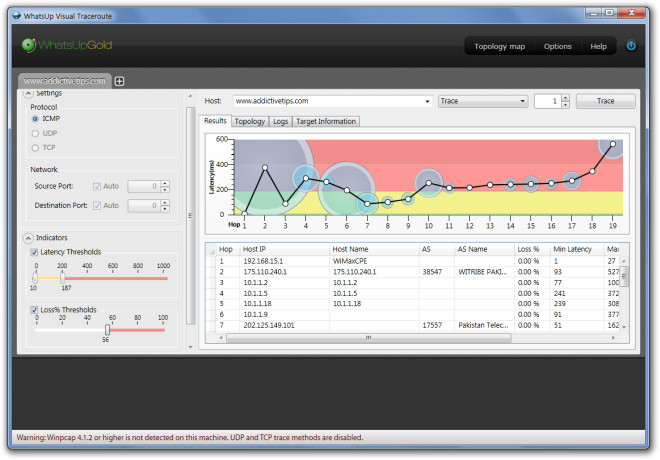 WhatsUp Visual Traceroute
WhatsUpGold
Topology map Options Help
www.addictivetips.com
Settings
Protocol
ICMP
UDP
TCP
Network
Source Port: Auto 0
Destination Port: Auto 0
Indicators
Latency Thresholds
0 200 400 600 800 1000
10 187
Loss% Thresholds
0 20 40 60 80 100
56
Host: www.addictivetips.com Trace 1 Trace
Results Topology Logs Target Information
Latency(ms)
600
400
200
0
Hop 1 2 3 4 5 6 7 8 9 10 11 12 13 14 15 16 17 18 19
Hop Host IP Host Name AS AS Name Loss % Min Latency Ma
1 192.168.15.1 WiMaxCPE 0.00 % 1 27
2 175.110.240.1 175.110.240.1 38547 WITRIBE PAKI... 0.00 % 93 527
3 10.1.1.2 10.1.1.2 0.00 % 77 100
4 10.1.1.5 10.1.1.5 0.00 % 241 372
5 10.1.1.18 10.1.1.18 0.00 % 239 308
6 10.1.1.9 0.00 % 91 377
7 202.125.149.101 17557 Pakistan Telec... 0.00 % 51 162
Warning: Winpcap 4.1.2 or higher is not detected on this machine. UDP and TCP trace methods are disabled.